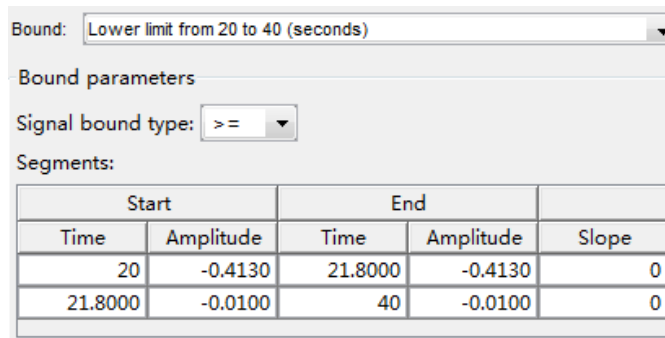 Bound: Lower limit from 20 to 40 (seconds)
Bound parameters
Signal bound type: >=
Segments:
Start End
Time Amplitude Time Amplitude Slope
20 -0.4130 21.8000 -0.4130 0
21.8000 -0.0100 40 -0.0100 0